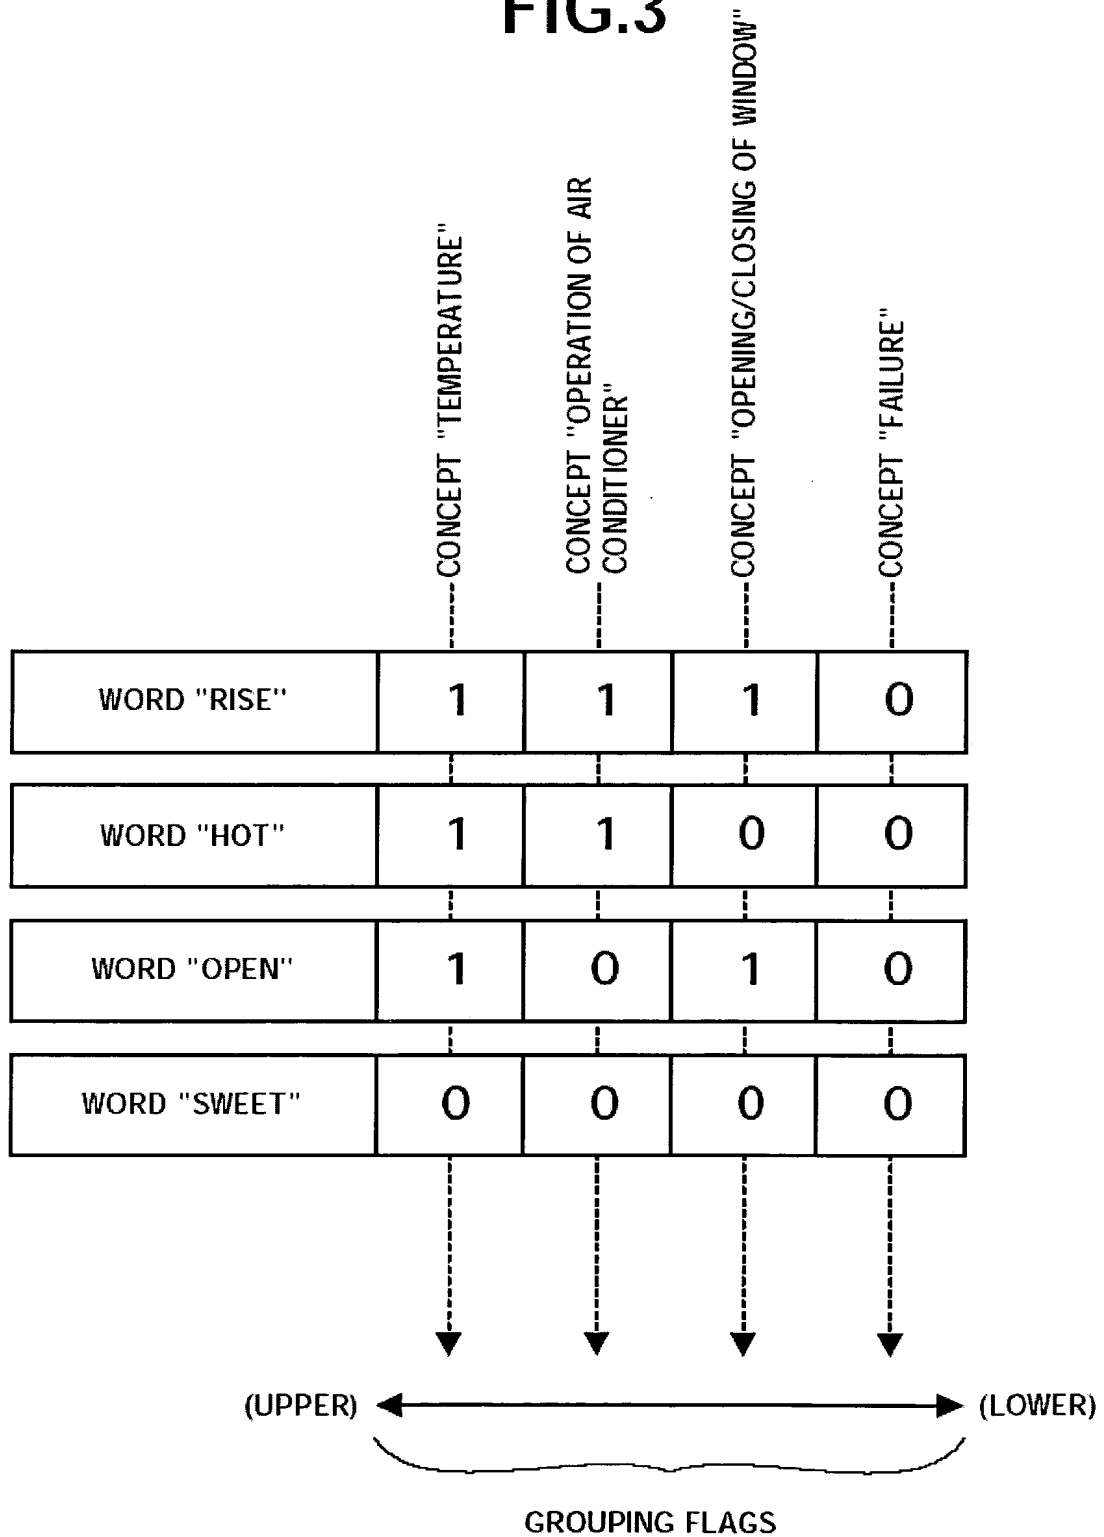 FIG.3
CONCEPT "TEMPERATURE"
CONCEPT "OPERATION OF AIR
CONDITIONER"
CONCEPT "OPENING/CLOSING OF WINDOW"
CONCEPT "FAILURE"
WORD "RISE" 1 1 1 0
WORD "HOT" 1 1 0 0
WORD "OPEN" 1 0 1 0
WORD "SWEET" 0 0 0 0
(UPPER) (LOWER)
GROUPING FLAGS